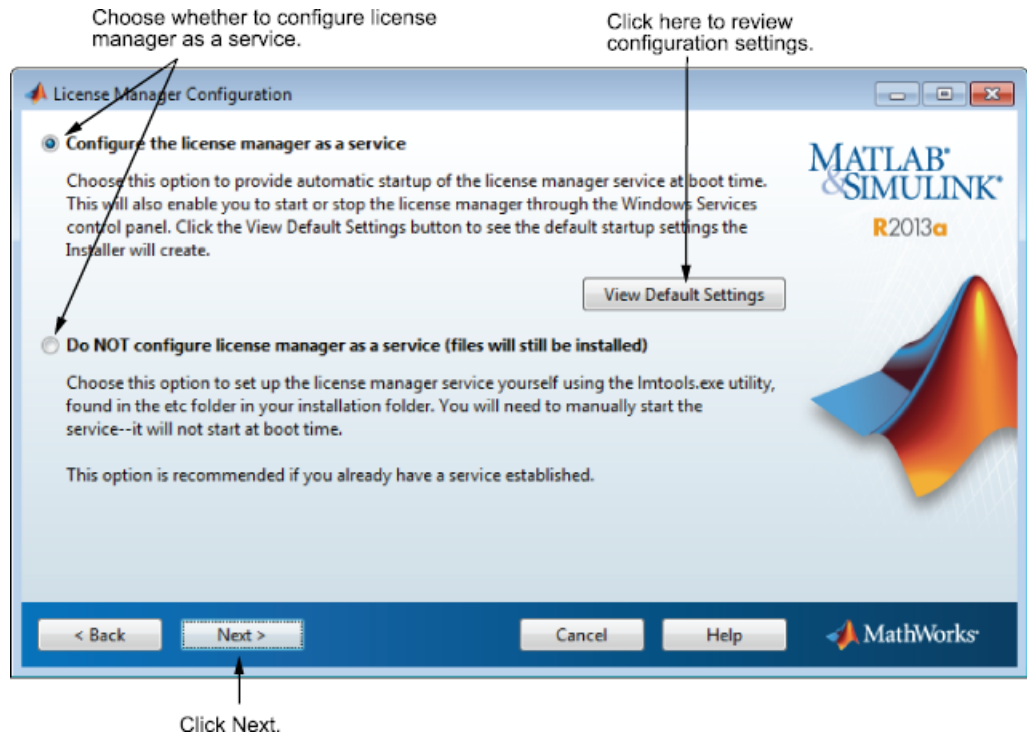 Choose whether to configure license
manager as a service.
Click here to review
configuration settings.
License Manager Configuration
Configure the license manager as a service
Choose this option to provide automatic startup of the license manager service at boot time.
This will also enable you to start or stop the license manager through the Windows Services
control panel. Click the View Default Settings button to see the default startup settings the
Installer will create.
View Default Settings
Do NOT configure license manager as a service (files will still be installed)
Choose this option to set up the license manager service yourself using the lmtools.exe utility,
found in the etc folder in your installation folder. You will need to manually start the
service--it will not start at boot time.
This option is recommended if you already have a service established.
MATLAB®
&SIMULINK®
R2013a
< Back
Next >
Cancel
Help
MathWorks®
Click Next.